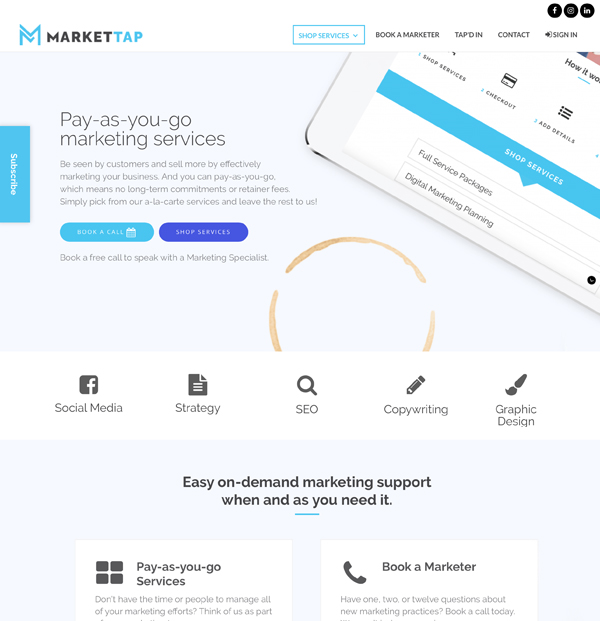 MARKETTAP
SHOP SERVICES
BOOK A MARKETER
TAP'D IN
CONTACT
SIGN IN
How it wo
1 SHOP SERVICES
2 CHECKOUT
3 ADD DETAILS
SHOP SERVICES
Full Service Packages
Digital Marketing Planning
Subscribe
Pay-as-you-go
marketing services
Be seen by customers and sell more by effectively
marketing your business. And you can pay-as-you-go,
which means no long-term commitments or retainer fees.
Simply pick from our a-la-carte services and leave the rest to us!
BOOK A CALL
SHOP SERVICES
Book a free call to speak with a Marketing Specialist.
Social Media
Strategy
SEO
Copywriting
Graphic
Design
Easy on-demand marketing support
when and as you need it.
Pay-as-you-go
Services
Don't have the time or people to manage all
of your marketing efforts? Think of us as part
Book a Marketer
Have one, two, or twelve questions about
new marketing practices? Book a call today.